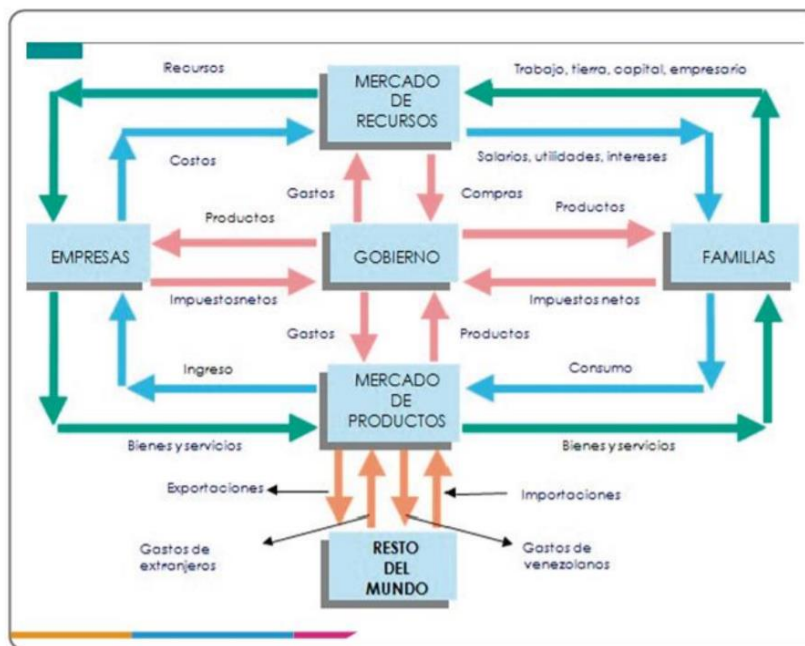 Recursos
MERCADO
DE
RECURSOS
Trabajo, tierra, capital, empresario
Costos
Salarios, utilidades, intereses
Gastos
Compras
Productos
Productos
EMPRESAS
GOBIERNO
FAMILIAS
Impuestosnetos
Impuestos netos
Gastos
Productos
Ingreso
Consumo
MERCADO
DE
PRODUCTOS
Bienes y servicios
Bienes y servicios
Exportaciones
Importaciones
Gastos de
extranjeros
RESTO
DEL
MUNDO
Gastos de
venezolanos